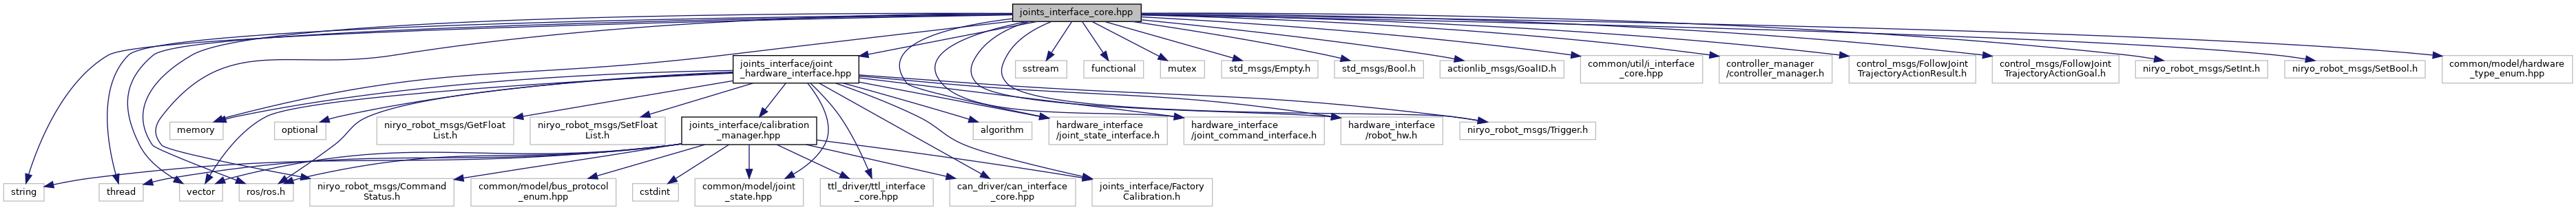 joints_interface_core.hpp
joints_interface/joint
_hardware_interface.hpp
sstream
functional
mutex
std_msgs/Empty.h
std_msgs/Bool.h
actionlib_msgs/GoalID.h
common/util/i_interface
_core.hpp
controller_manager
/controller_manager.h
control_msgs/FollowJoint
TrajectoryActionResult.h
control_msgs/FollowJoint
TrajectoryActionGoal.h
niryo_robot_msgs/SetInt.h
niryo_robot_msgs/SetBool.h
common/model/hardware
_type_enum.hpp
memory
optional
niryo_robot_msgs/GetFloat
List.h
niryo_robot_msgs/SetFloat
List.h
joints_interface/calibration
_manager.hpp
algorithm
hardware_interface
/joint_state_interface.h
hardware_interface
/joint_command_interface.h
hardware_interface
/robot_hw.h
niryo_robot_msgs/Trigger.h
string
thread
vector
ros/ros.h
niryo_robot_msgs/Command
Status.h
common/model/bus_protocol
_enum.hpp
cstdint
common/model/joint
_state.hpp
ttl_driver/ttl_interface
_core.hpp
can_driver/can_interface
_core.hpp
joints_interface/Factory
Calibration.h